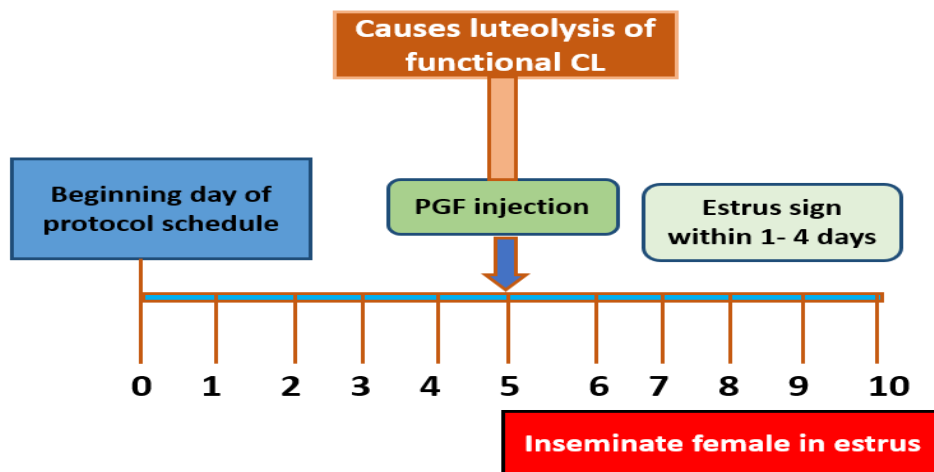 Causes luteolysis of
functional CL
Beginning day of
protocol schedule
PGF injection
Estrus sign
within 1- 4 days
0 1 2 3 4 5 6 7 8 9 10
Inseminate female in estrus